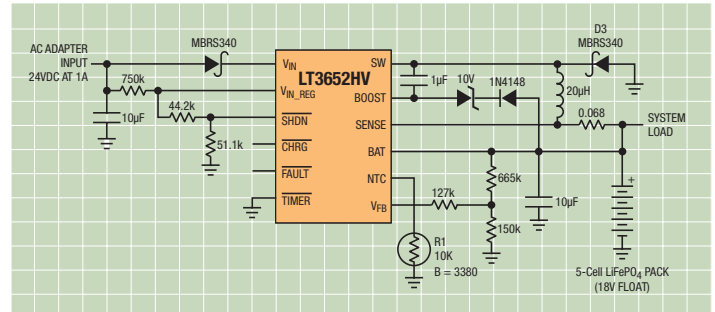 AC ADAPTER
INPUT
24VDC AT 1A
MBRS340
750k
10µF
44.2k
51.1k
LT3652HV
VIN
VIN_REG
SHDN
CHRG
FAULT
TIMER
SW
BOOST
SENSE
BAT
NTC
VFB
1µF
10V
1N4148
D3
MBRS340
20µH
0.068
SYSTEM
LOAD
665k
127k
150k
10µF
R1
10K
B = 3380
+
5-Cell LiFePO4 PACK
(18V FLOAT)